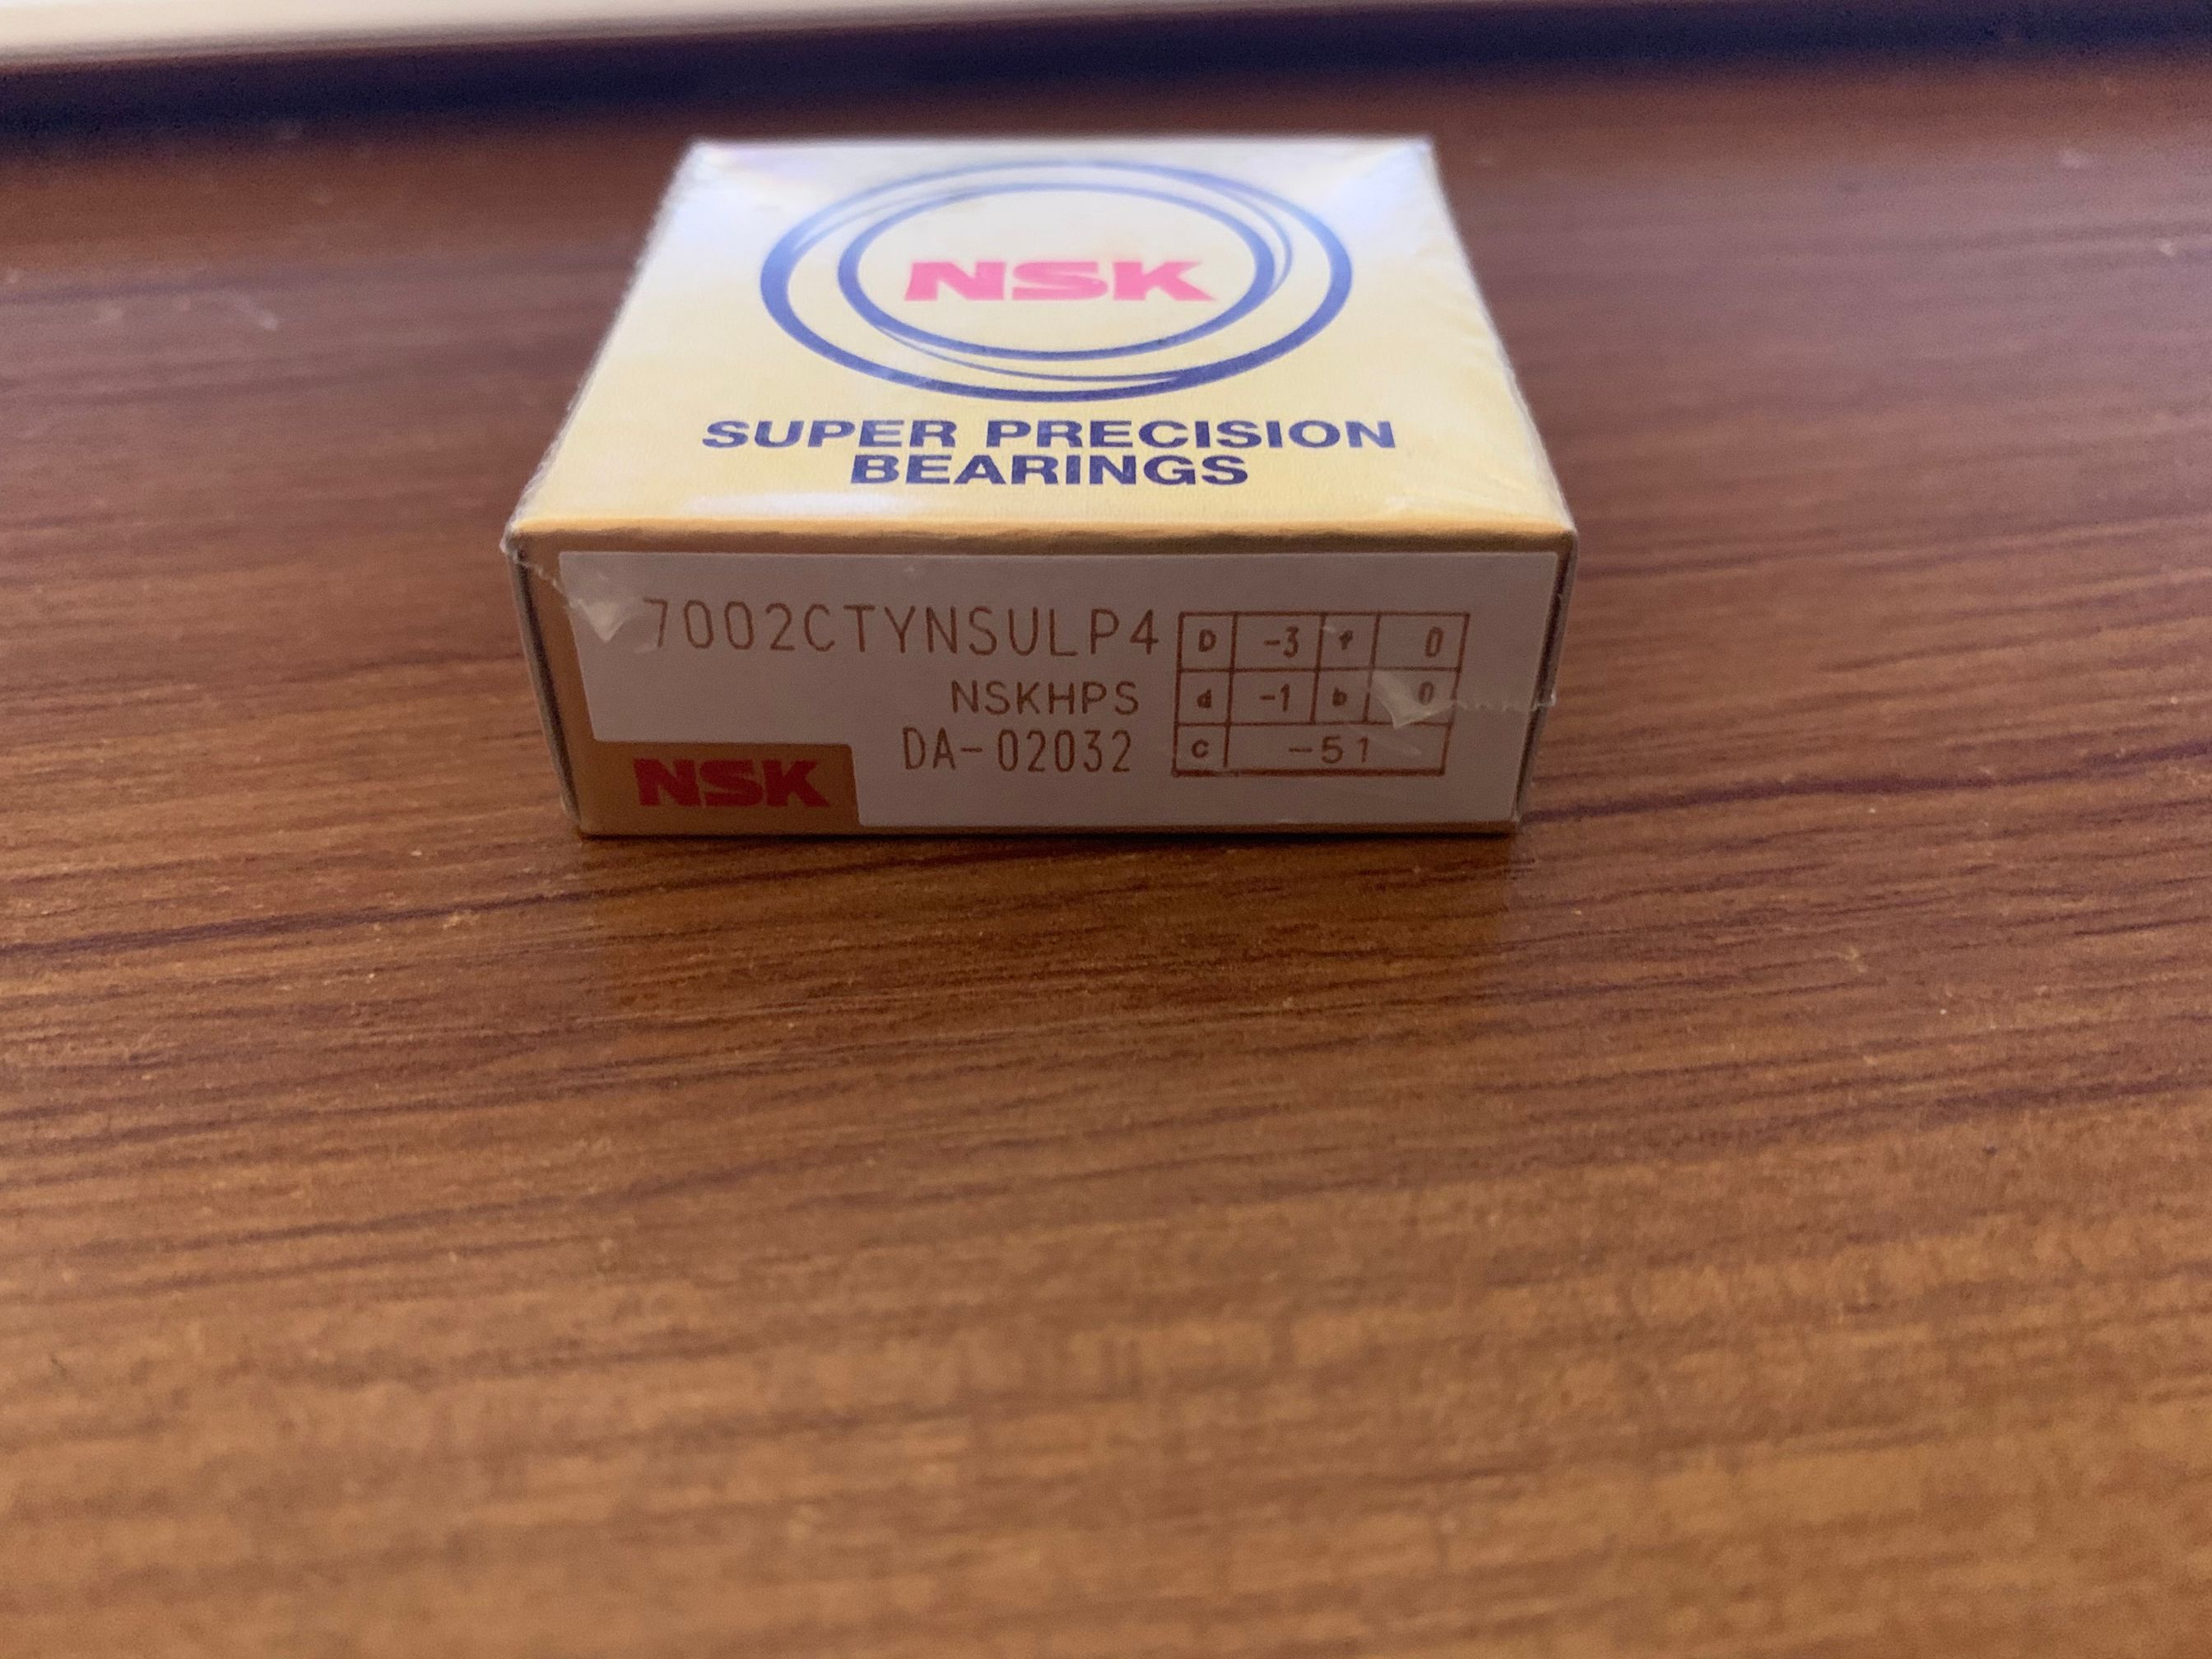 NSK
SUPER PRECISION
BEARINGS
7002CTYNSULP4
NSKHPS
DA-02032
D -3 f 0
d -1 b 0
c -51
NSK